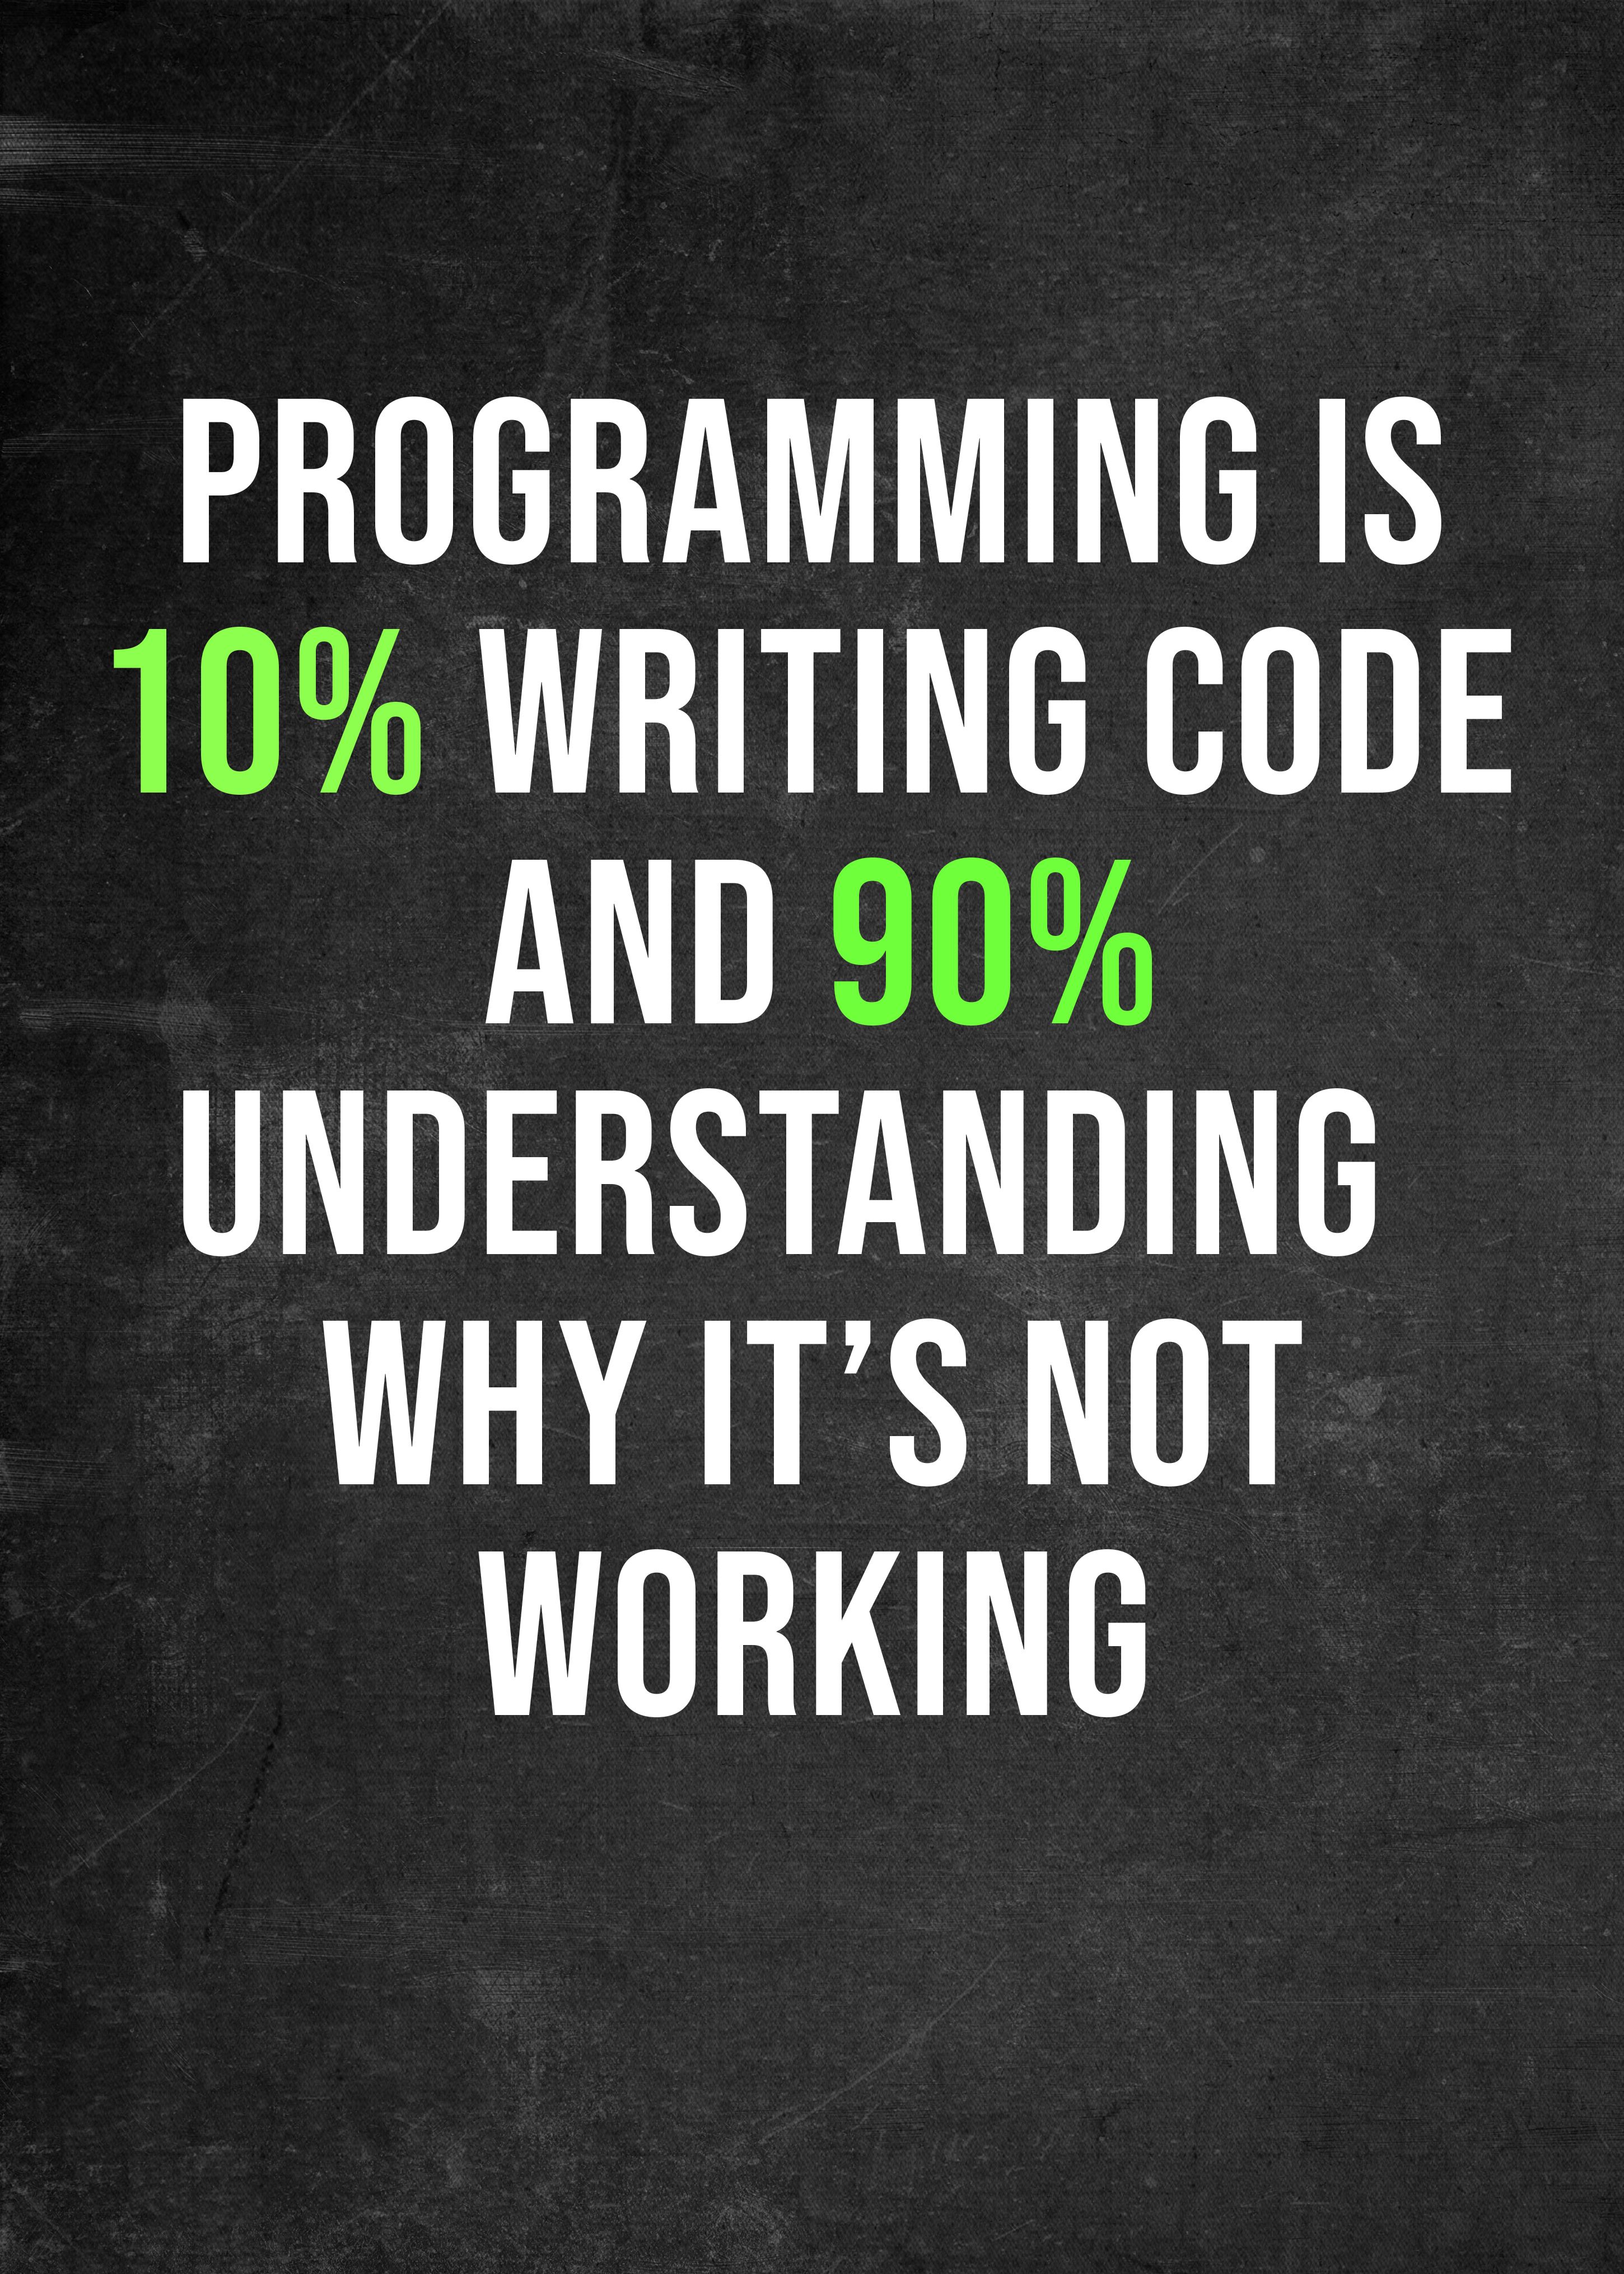 PROGRAMMING IS
10% WRITING CODE
AND 90%
UNDERSTANDING
WHY IT’S NOT
WORKING